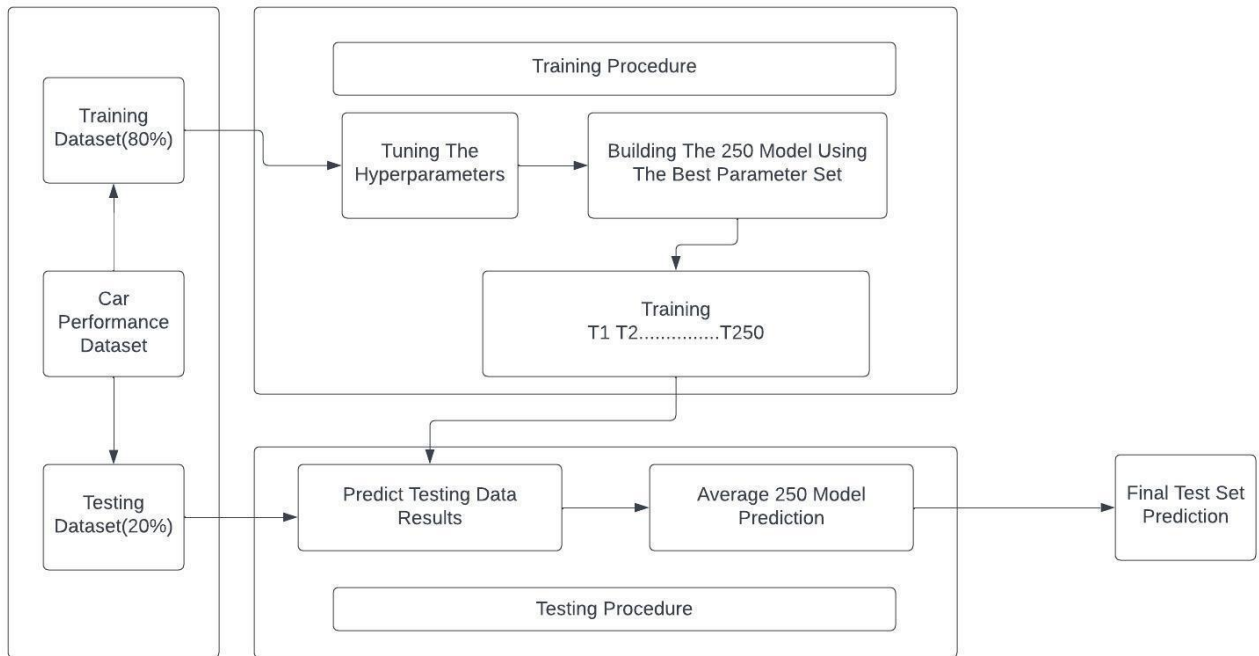 Training Procedure
Training
Dataset(80%)
Tuning The
Hyperparameters
Building The 250 Model Using
The Best Parameter Set
Car
Performance
Dataset
Training
T1 T2...............T250
Testing
Dataset(20%)
Predict Testing Data
Results
Average 250 Model
Prediction
Final Test Set
Prediction
Testing Procedure